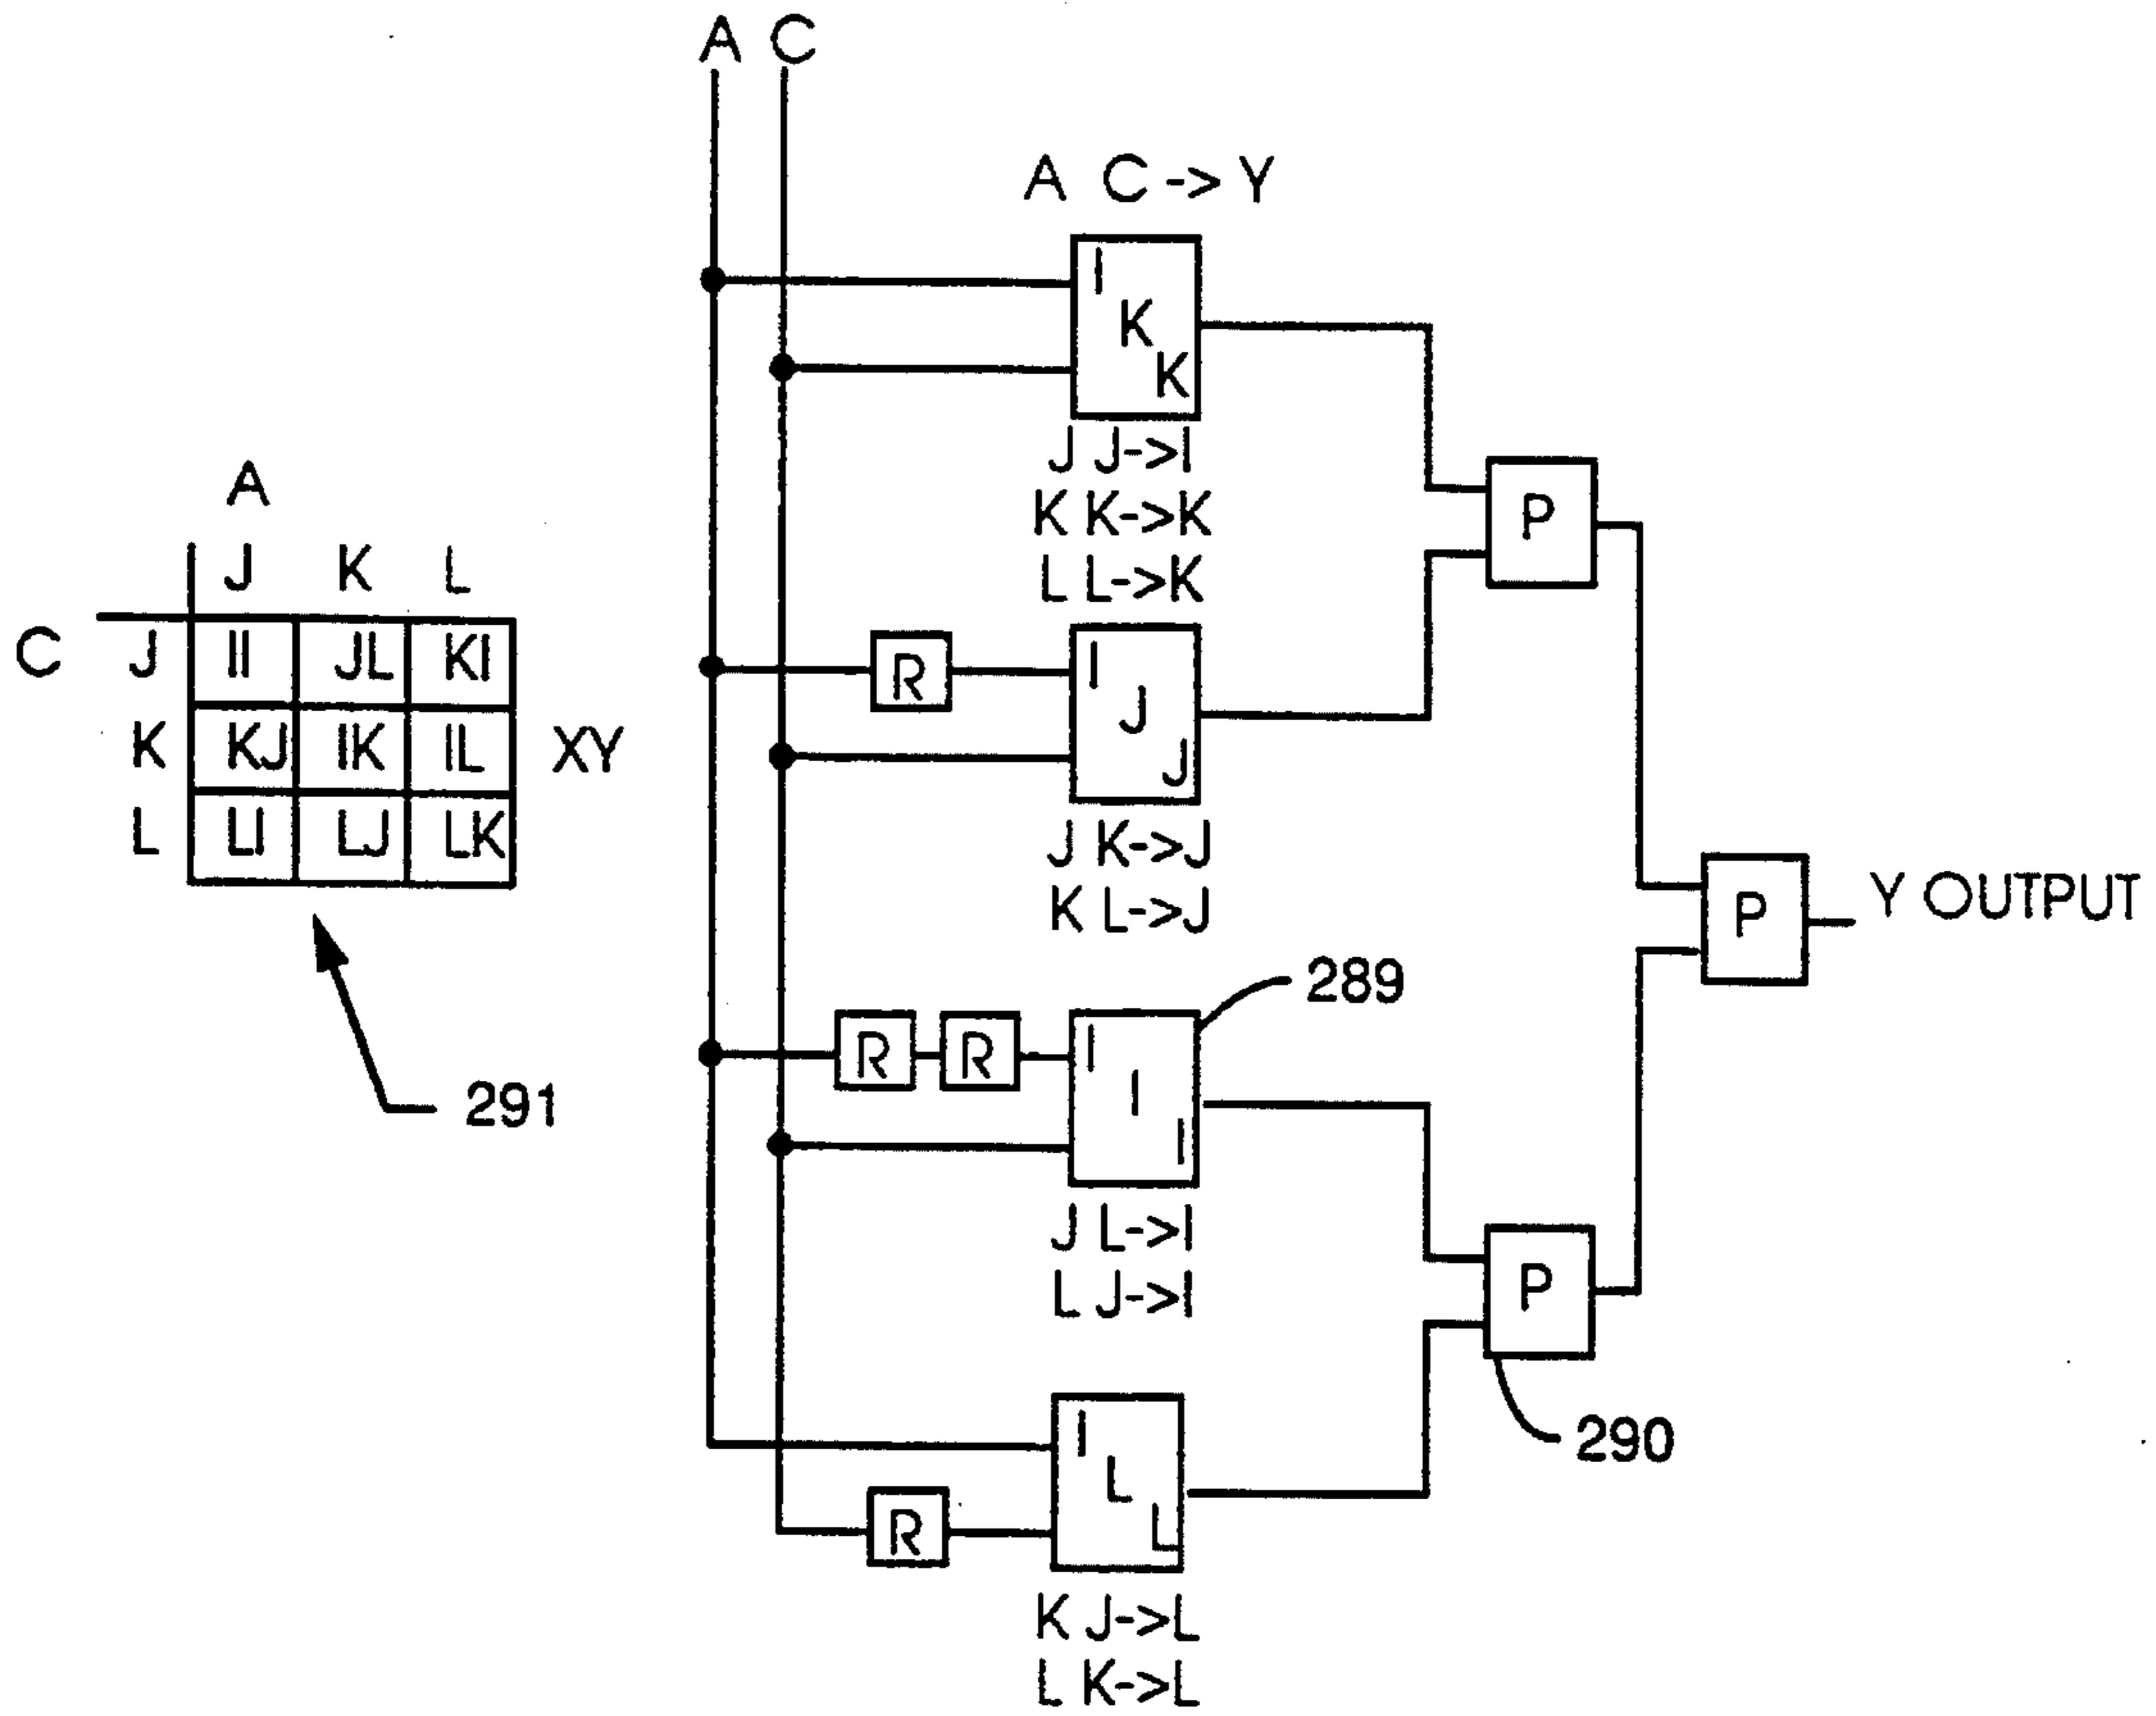 A C
A C -> Y
I
K
K
J J->I
K K->K
L L->K
P
R
I
J
J
J K->J
K L->J
A
J K L
C J II JL KI
K KJ IK IL XY
L LI LJ LK
291
P Y OUTPUT
289
R R
I
I
I
J L->I
L J->I
P
290
I
L
L
R
K J->L
L K->L